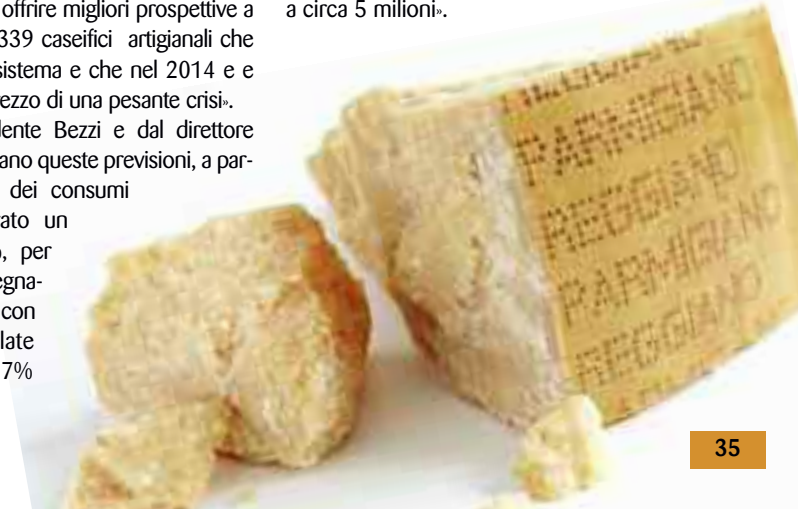 offrire migliori prospettive a
339 caseifici artigianali che
sistema e che nel 2014 e e
rezzo di una pesante crisi».
dente Bezzi e dal direttore
ano queste previsioni, a par-
dei consumi
ato un
per
egna-
con
late
7%
a circa 5 milioni».
PARMIGIANO
REGGIANO
PARMIGIANO
REGGIANO
35